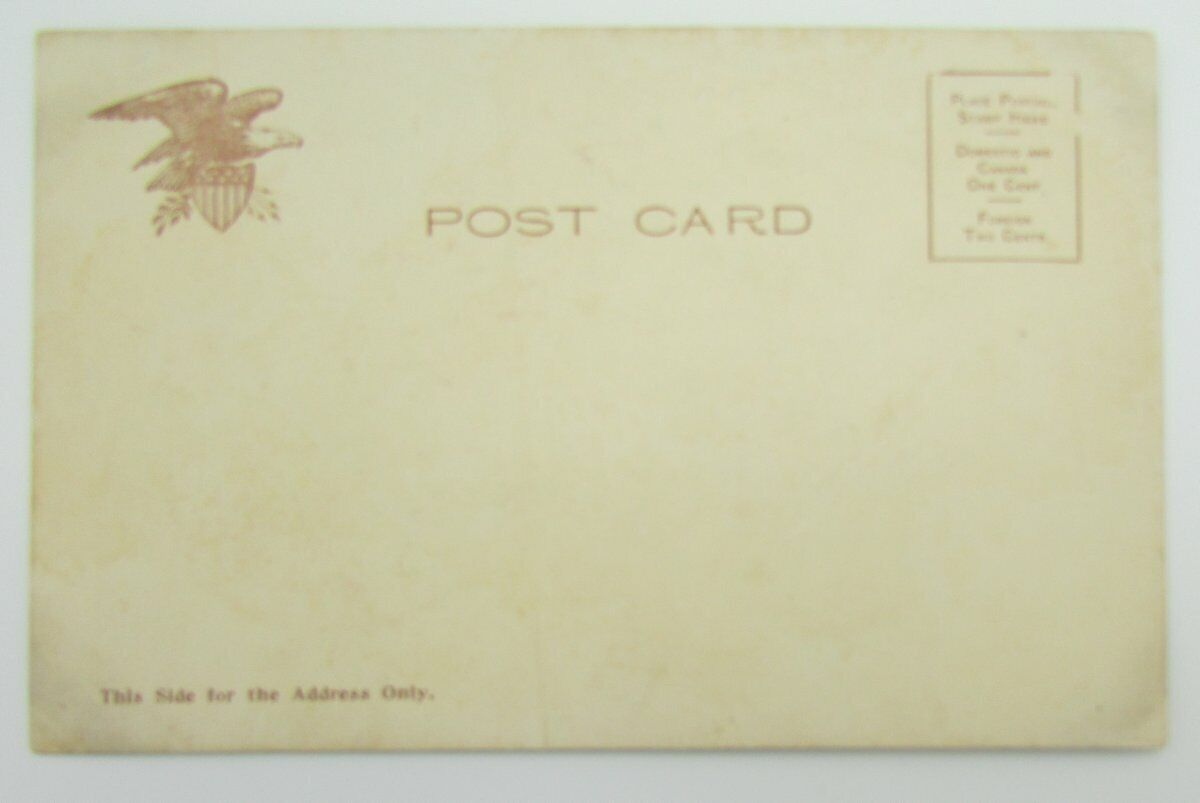 POST CARD
PLACE POSTAL
STAMP HERE
DOMESTIC AND
CANADA
ONE CENT
FOREIGN
TWO CENTS
This Side for the Address Only.